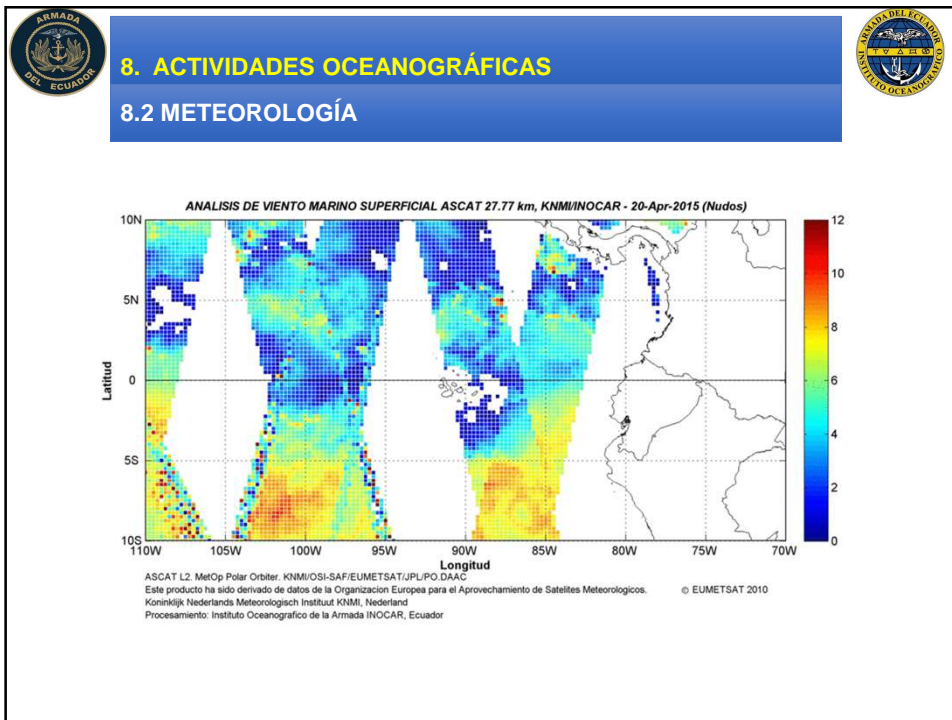 ARMADA
DEL ECUADOR
8. ACTIVIDADES OCEANOGRÁFICAS
8.2 METEOROLOGÍA
ARMADA DEL ECUADOR
INSTITUTO OCEANOGRAFICO
ANALISIS DE VIENTO MARINO SUPERFICIAL ASCAT 27.77 km, KNMI/INOCAR - 20-Apr-2015 (Nudos)
10N
5N
0
5S
10S
Latitud
110W 105W 100W 95W 90W 85W 80W 75W 70W
Longitud
12
10
8
6
4
2
0
ASCAT L2. MetOp Polar Orbiter. KNMI/OSI-SAF/EUMETSAT/JPL/PO.DAAC
Este producto ha sido derivado de datos de la Organizacion Europea para el Aprovechamiento de Satelites Meteorologicos. © EUMETSAT 2010
Koninklijk Nederlands Meteorologisch Instituut KNMI, Nederland
Procesamiento: Instituto Oceanografico de la Armada INOCAR, Ecuador